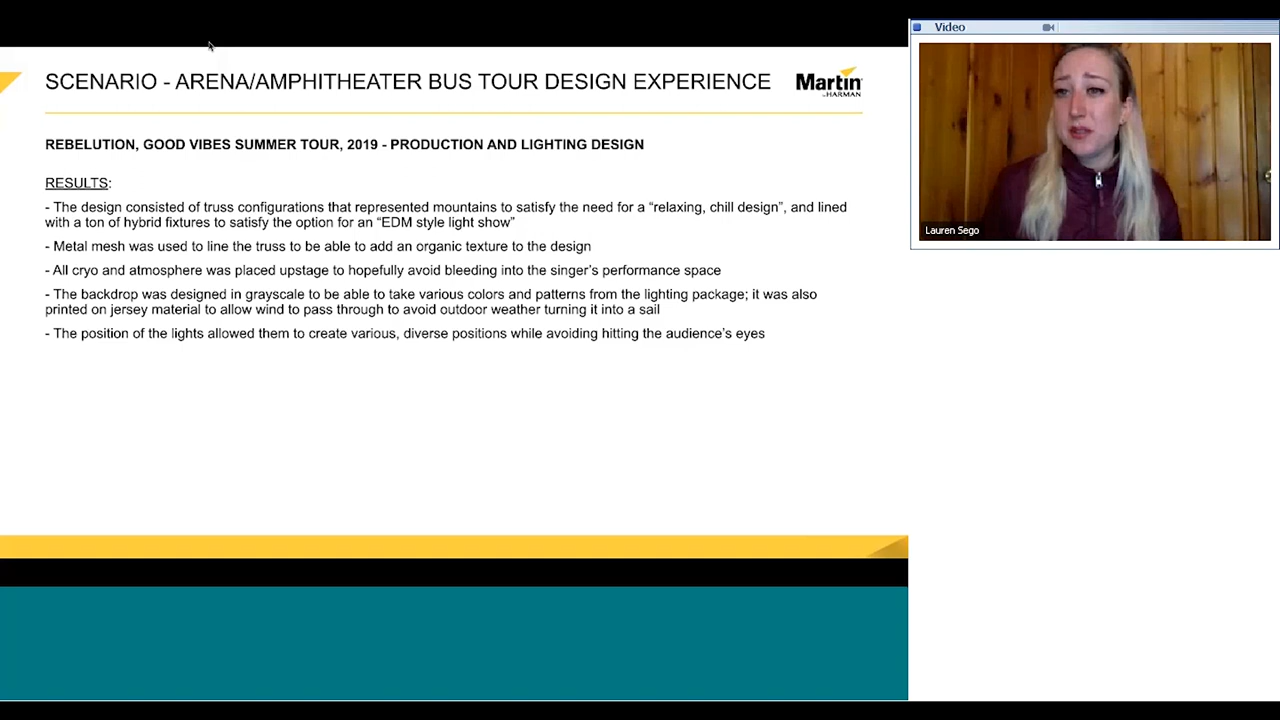 SCENARIO - ARENA/AMPHITHEATER BUS TOUR DESIGN EXPERIENCE
Martin
by HARMAN
REBELUTION, GOOD VIBES SUMMER TOUR, 2019 - PRODUCTION AND LIGHTING DESIGN
RESULTS:
- The design consisted of truss configurations that represented mountains to satisfy the need for a “relaxing, chill design”, and lined
with a ton of hybrid fixtures to satisfy the option for an “EDM style light show”
- Metal mesh was used to line the truss to be able to add an organic texture to the design
- All cryo and atmosphere was placed upstage to hopefully avoid bleeding into the singer’s performance space
- The backdrop was designed in grayscale to be able to take various colors and patterns from the lighting package; it was also
printed on jersey material to allow wind to pass through to avoid outdoor weather turning it into a sail
- The position of the lights allowed them to create various, diverse positions while avoiding hitting the audience’s eyes
Video
Lauren Sego